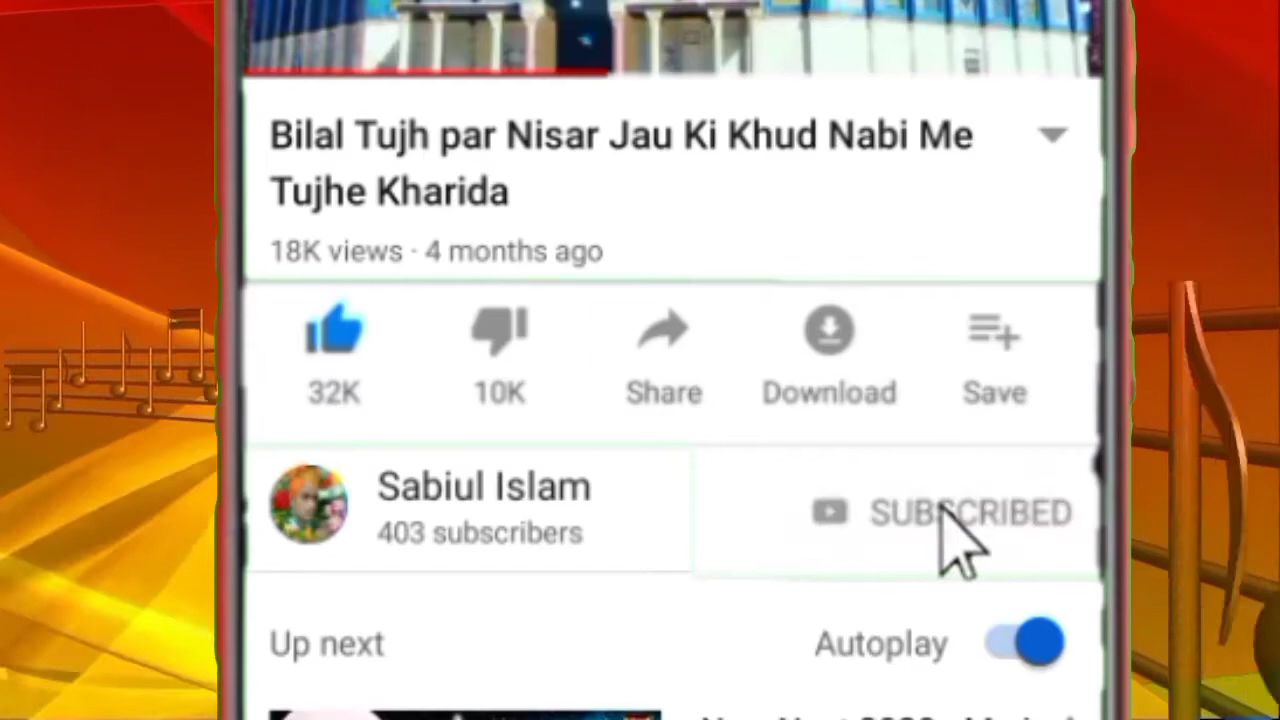 Bilal Tujh par Nisar Jau Ki Khud Nabi Me
Tujhe Kharida
18K views · 4 months ago
32K
10K
Share
Download
Save
Sabiul Islam
403 subscribers
SUBSCRIBED
Up next
Autoplay